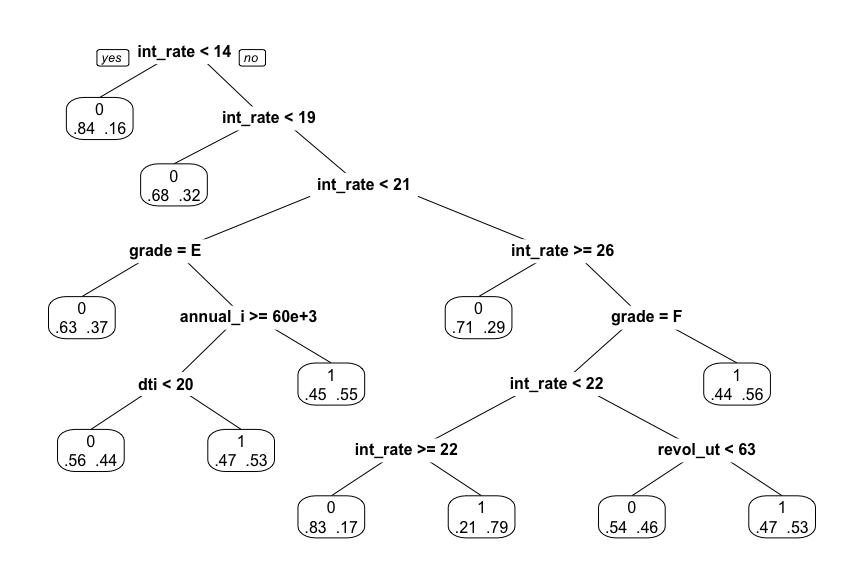 yes int_rate < 14 no
0
.84 .16
int_rate < 19
0
.68 .32
int_rate < 21
grade = E
int_rate >= 26
0
.63 .37
annual_i >= 60e+3
0
.71 .29
grade = F
dti < 20
1
.45 .55
int_rate < 22
1
.44 .56
0
.56 .44
1
.47 .53
int_rate >= 22
revol_ut < 63
0
.83 .17
1
.21 .79
0
.54 .46
1
.47 .53